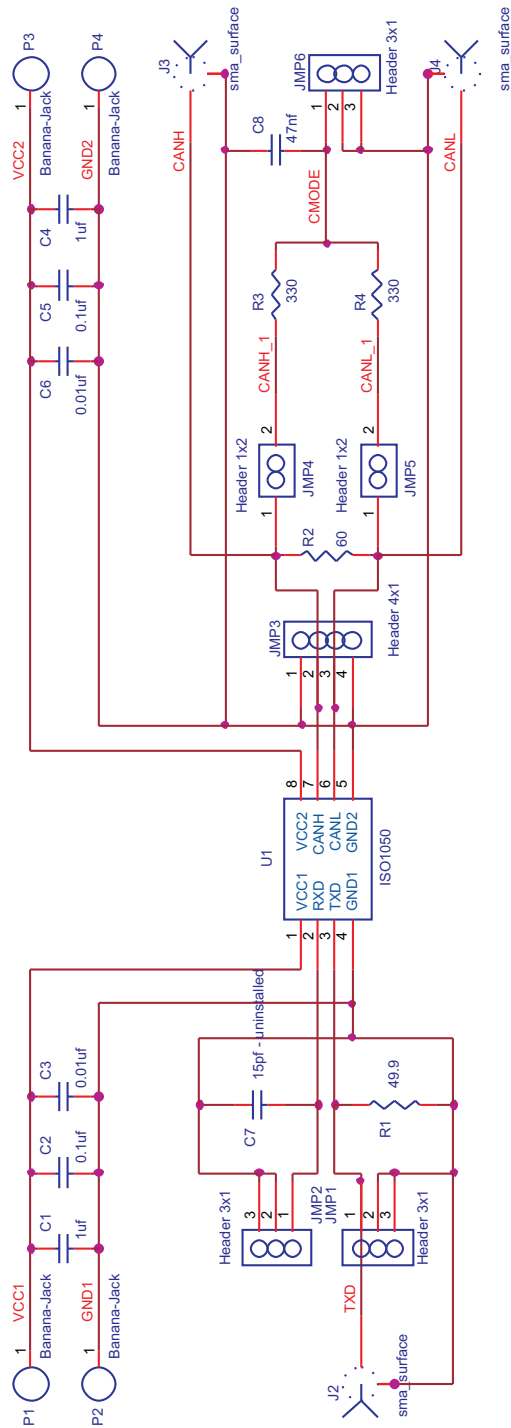 P1
1
Banana-Jack
VCC1
P2
1
Banana-Jack
GND1
C1
1uf
C2
0.1uf
C3
0.01uf
P3
1
Banana-Jack
VCC2
P4
1
Banana-Jack
GND2
C4
1uf
C5
0.1uf
C6
0.01uf
U1
ISO1050
1
VCC1
2
RXD
3
TXD
4
GND1
8
VCC2
7
CANH
6
CANL
5
GND2
C7
15pf - uninstalled
Header 3x1
3
2
1
JMP2
JMP1
1
2
3
Header 3x1
R1
49.9
TXD
J2
sma_surface
JMP3
1
2
3
4
Header 4x1
R2
60
Header 1x2
1
2
JMP4
Header 1x2
1
2
JMP5
CANH_1
R3
330
CANL_1
R4
330
CMODE
C8
47nf
JMP6
1
2
3
Header 3x1
CANH
J3
sma_surface
CANL
J4
sma_surface